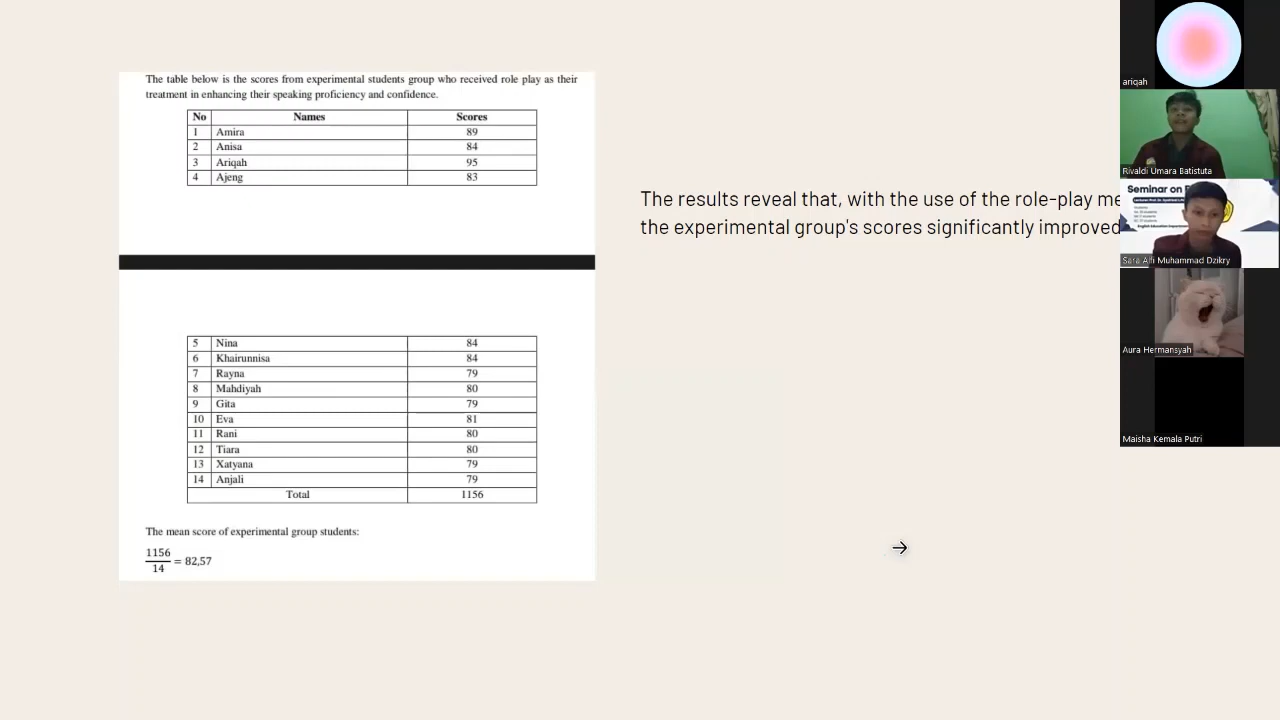 The table below is the scores from experimental students group who received role play as their
treatment in enhancing their speaking proficiency and confidence.
No Names Scores
1 Amira 89
2 Anisa 84
3 Ariqah 95
4 Ajeng 83
5 Nina 84
6 Khairunnisa 84
7 Rayna 79
8 Mahdiyah 80
9 Gita 79
10 Eva 81
11 Rani 80
12 Tiara 80
13 Xatyana 79
14 Anjali 79
Total 1156
The mean score of experimental group students:
1156
14
= 82,57
The results reveal that, with the use of the role-play me
the experimental group's scores significantly improved
ariqah
Rivaldi Umara Batistuta
Seminar on
Sara Alfi Muhammad Dzikry
Aura Hermansyah
Maisha Kemala Putri